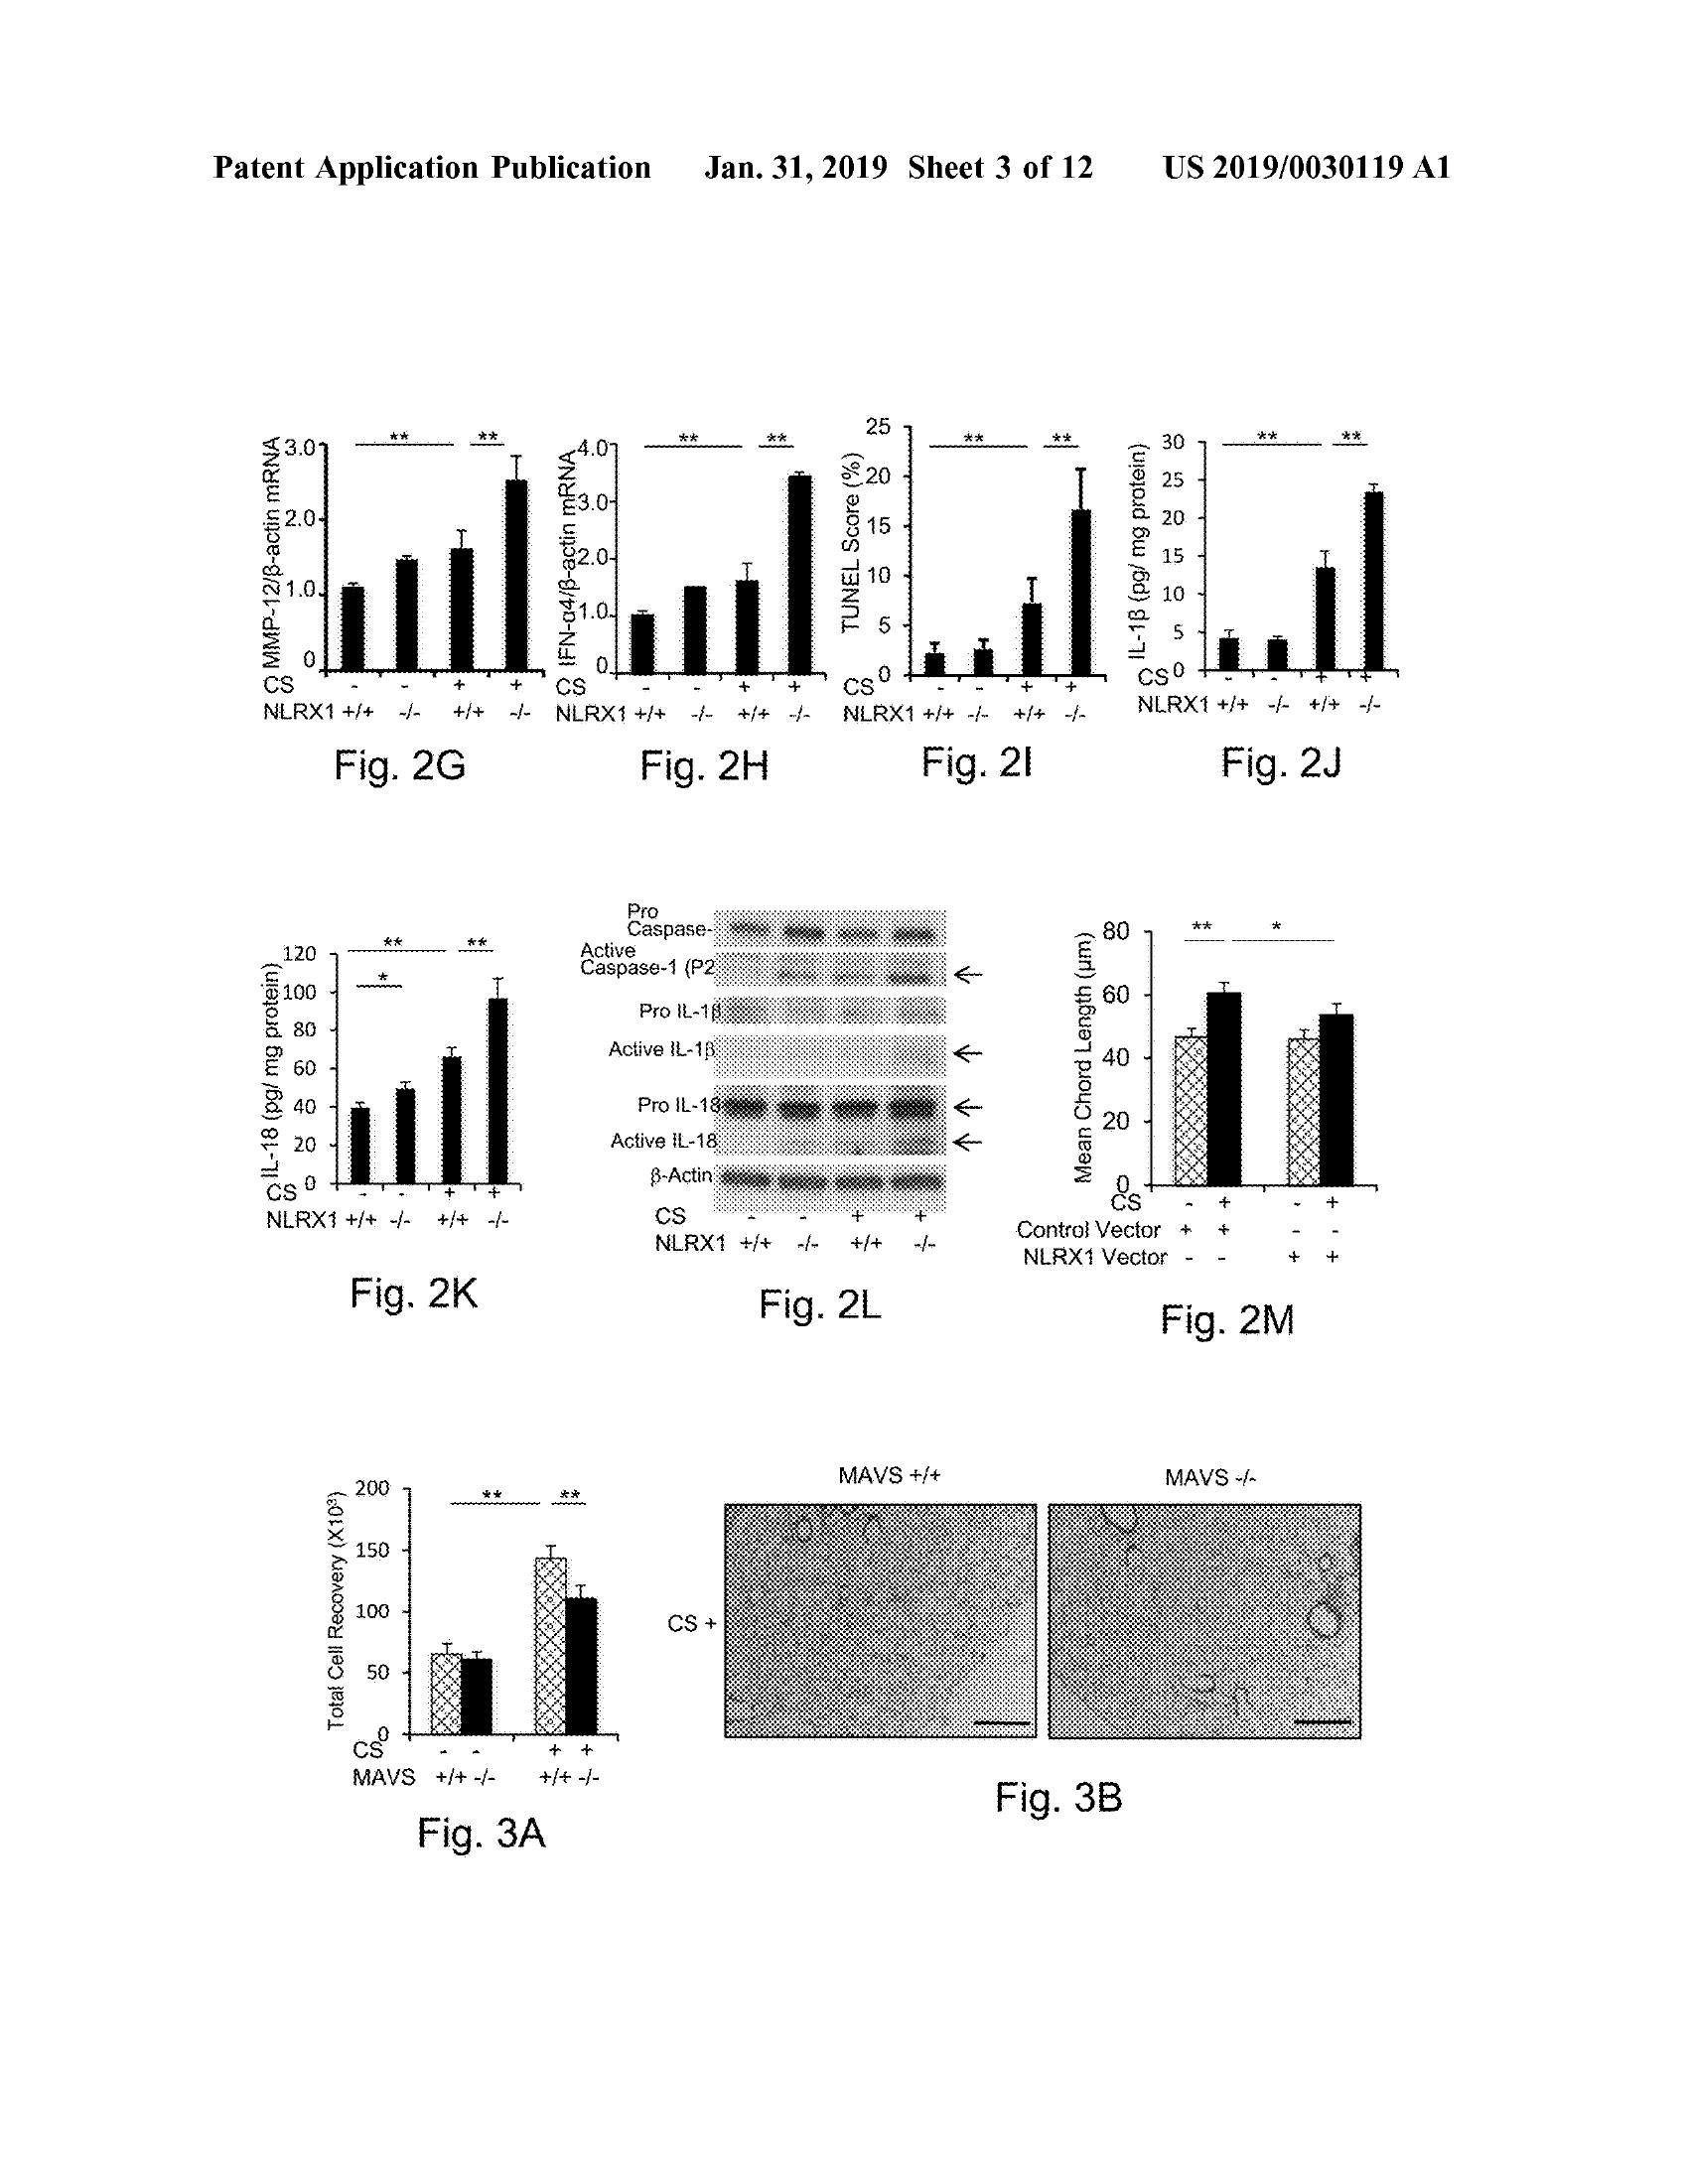 Patent Application Publication Jan. 31, 2019 Sheet 3 of 12 US 2019/0030119 A1
MMP-12/β-actin mRNA
3.0
2.0
1.0
0
** **
CS - - + +
NLRX1 +/+ -/- +/+ -/-
Fig. 2G
IFN-α4/β-actin mRNA
4.0
3.0
2.0
1.0
0
** **
CS - - + +
NLRX1 +/+ -/- +/+ -/-
Fig. 2H
TUNEL Score (%)
25
20
15
10
5
0
** **
CS - - + +
NLRX1 +/+ -/- +/+ -/-
Fig. 2I
IL-1β (pg/ mg protein)
30
25
20
15
10
5
0
** **
CS - - + +
NLRX1 +/+ -/- +/+ -/-
Fig. 2J
IL-18 (pg/ mg protein)
120
100
80
60
40
20
0
** **
*
CS - - + +
NLRX1 +/+ -/- +/+ -/-
Fig. 2K
Pro
Caspase-
Active
Caspase-1 (P2
Pro IL-1β
Active IL-1β
Pro IL-18
Active IL-18
β-Actin
CS - - + +
NLRX1 +/+ -/- +/+ -/-
Fig. 2L
Mean Chord Length (µm)
80
60
40
20
0
** *
CS - + - +
Control Vector + + - -
NLRX1 Vector - - + +
Fig. 2M
Total Cell Recovery (X10³)
200
150
100
50
0
** **
CS - - + +
MAVS +/+ -/- +/+ -/-
Fig. 3A
MAVS +/+ MAVS -/-
CS +
Fig. 3B